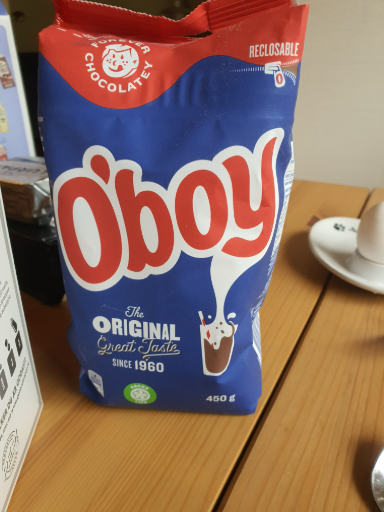 FOREVER
CHOCOLATEY
RECLOSABLE
O'boy
The
ORIGINAL
Great Taste
SINCE 1960
450 g